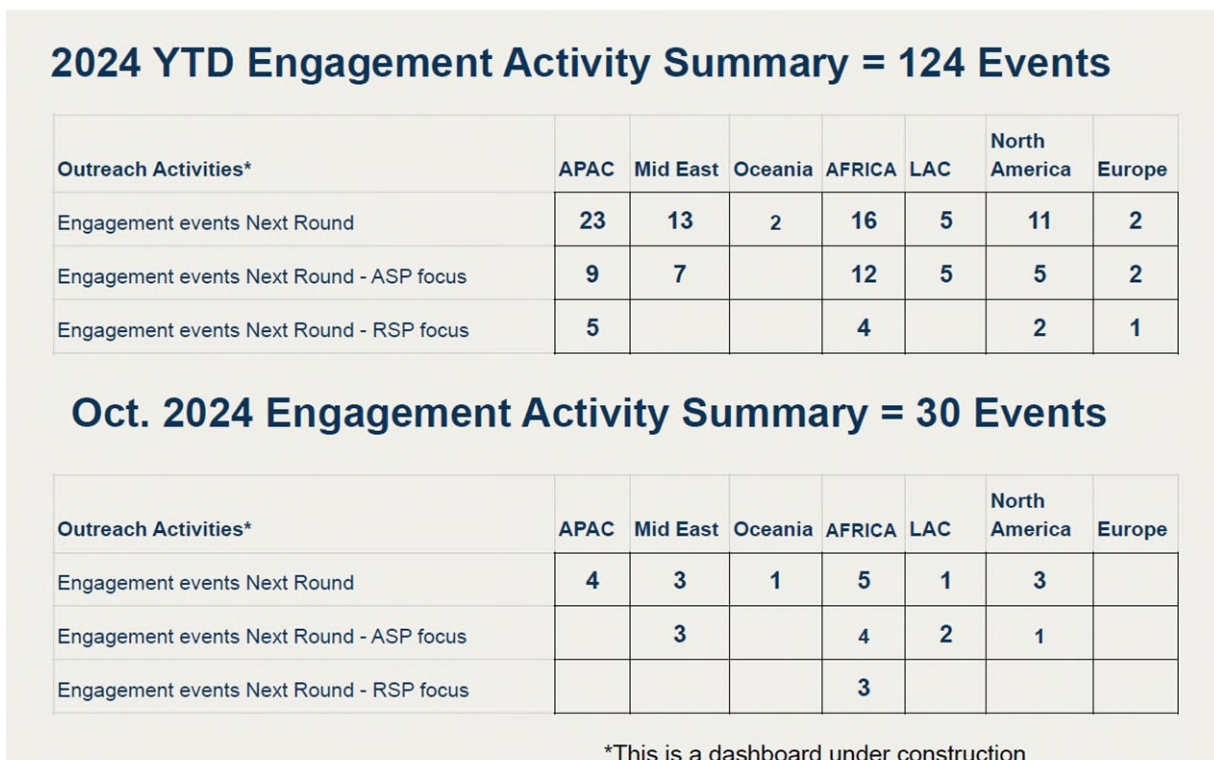 2024 YTD Engagement Activity Summary = 124 Events
Outreach Activities* APAC Mid East Oceania AFRICA LAC North America Europe
Engagement events Next Round 23 13 2 16 5 11 2
Engagement events Next Round - ASP focus 9 7 12 5 5 2
Engagement events Next Round - RSP focus 5 4 2 1
Oct. 2024 Engagement Activity Summary = 30 Events
Outreach Activities* APAC Mid East Oceania AFRICA LAC North America Europe
Engagement events Next Round 4 3 1 5 1 3
Engagement events Next Round - ASP focus 3 4 2 1
Engagement events Next Round - RSP focus 3
*This is a dashboard under construction